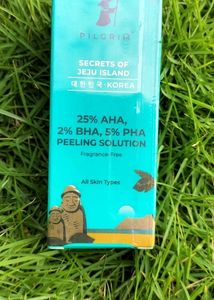 PILGRIM
SECRETS OF
JEJU ISLAND
대한민국·KOREA
25% AHA,
2% BHA, 5% PHA
PEELING SOLUTION
Fragrance Free
All Skin Types